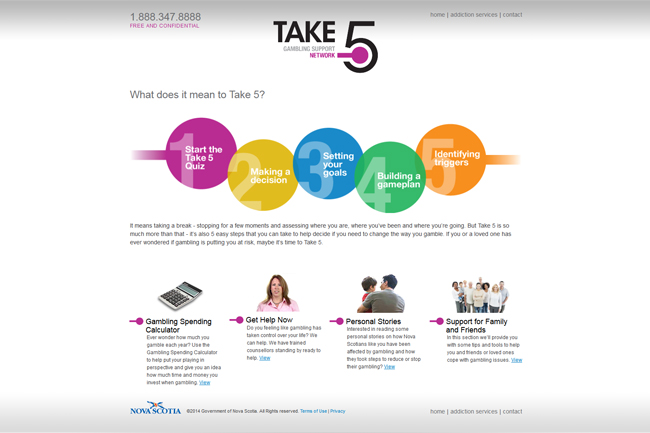 1.888.347.8888
FREE AND CONFIDENTIAL
home | addiction services | contact
TAKE 5
GAMBLING SUPPORT
NETWORK
What does it mean to Take 5?
1
Start the
Take 5
Quiz
2
Making a
decision
3
Setting
your
goals
4
Building a
gameplan
5
Identifying
triggers
It means taking a break - stopping for a few moments and assessing where you are, where you've been and where you're going. But Take 5 is so
much more than that - it's also 5 easy steps that you can take to help decide if you need to change the way you gamble. If you or a loved one has
ever wondered if gambling is putting you at risk, maybe it's time to Take 5.
Gambling Spending
Calculator
Ever wonder how much you
gamble each year? Use the
Gambling Spending Calculator
to help put your playing in
perspective and give you an idea
how much time and money you
invest when gambling. View
Get Help Now
Do you feeling like gambling has
taken control over your life? We
can help. We have trained
counsellors standing by ready to
help. View
Personal Stories
Interested in reading some
personal stories on how Nova
Scotians like you have been
affected by gambling and how
they took steps to reduce or stop
their gambling? View
Support for Family
and Friends
In this section we'll provide you
with some tips and tools to help
you and friends or loved ones
cope with gambling issues. View
NOVA SCOTIA
©2014 Government of Nova Scotia. All Rights reserved. Terms of Use | Privacy
home | addiction services | contact